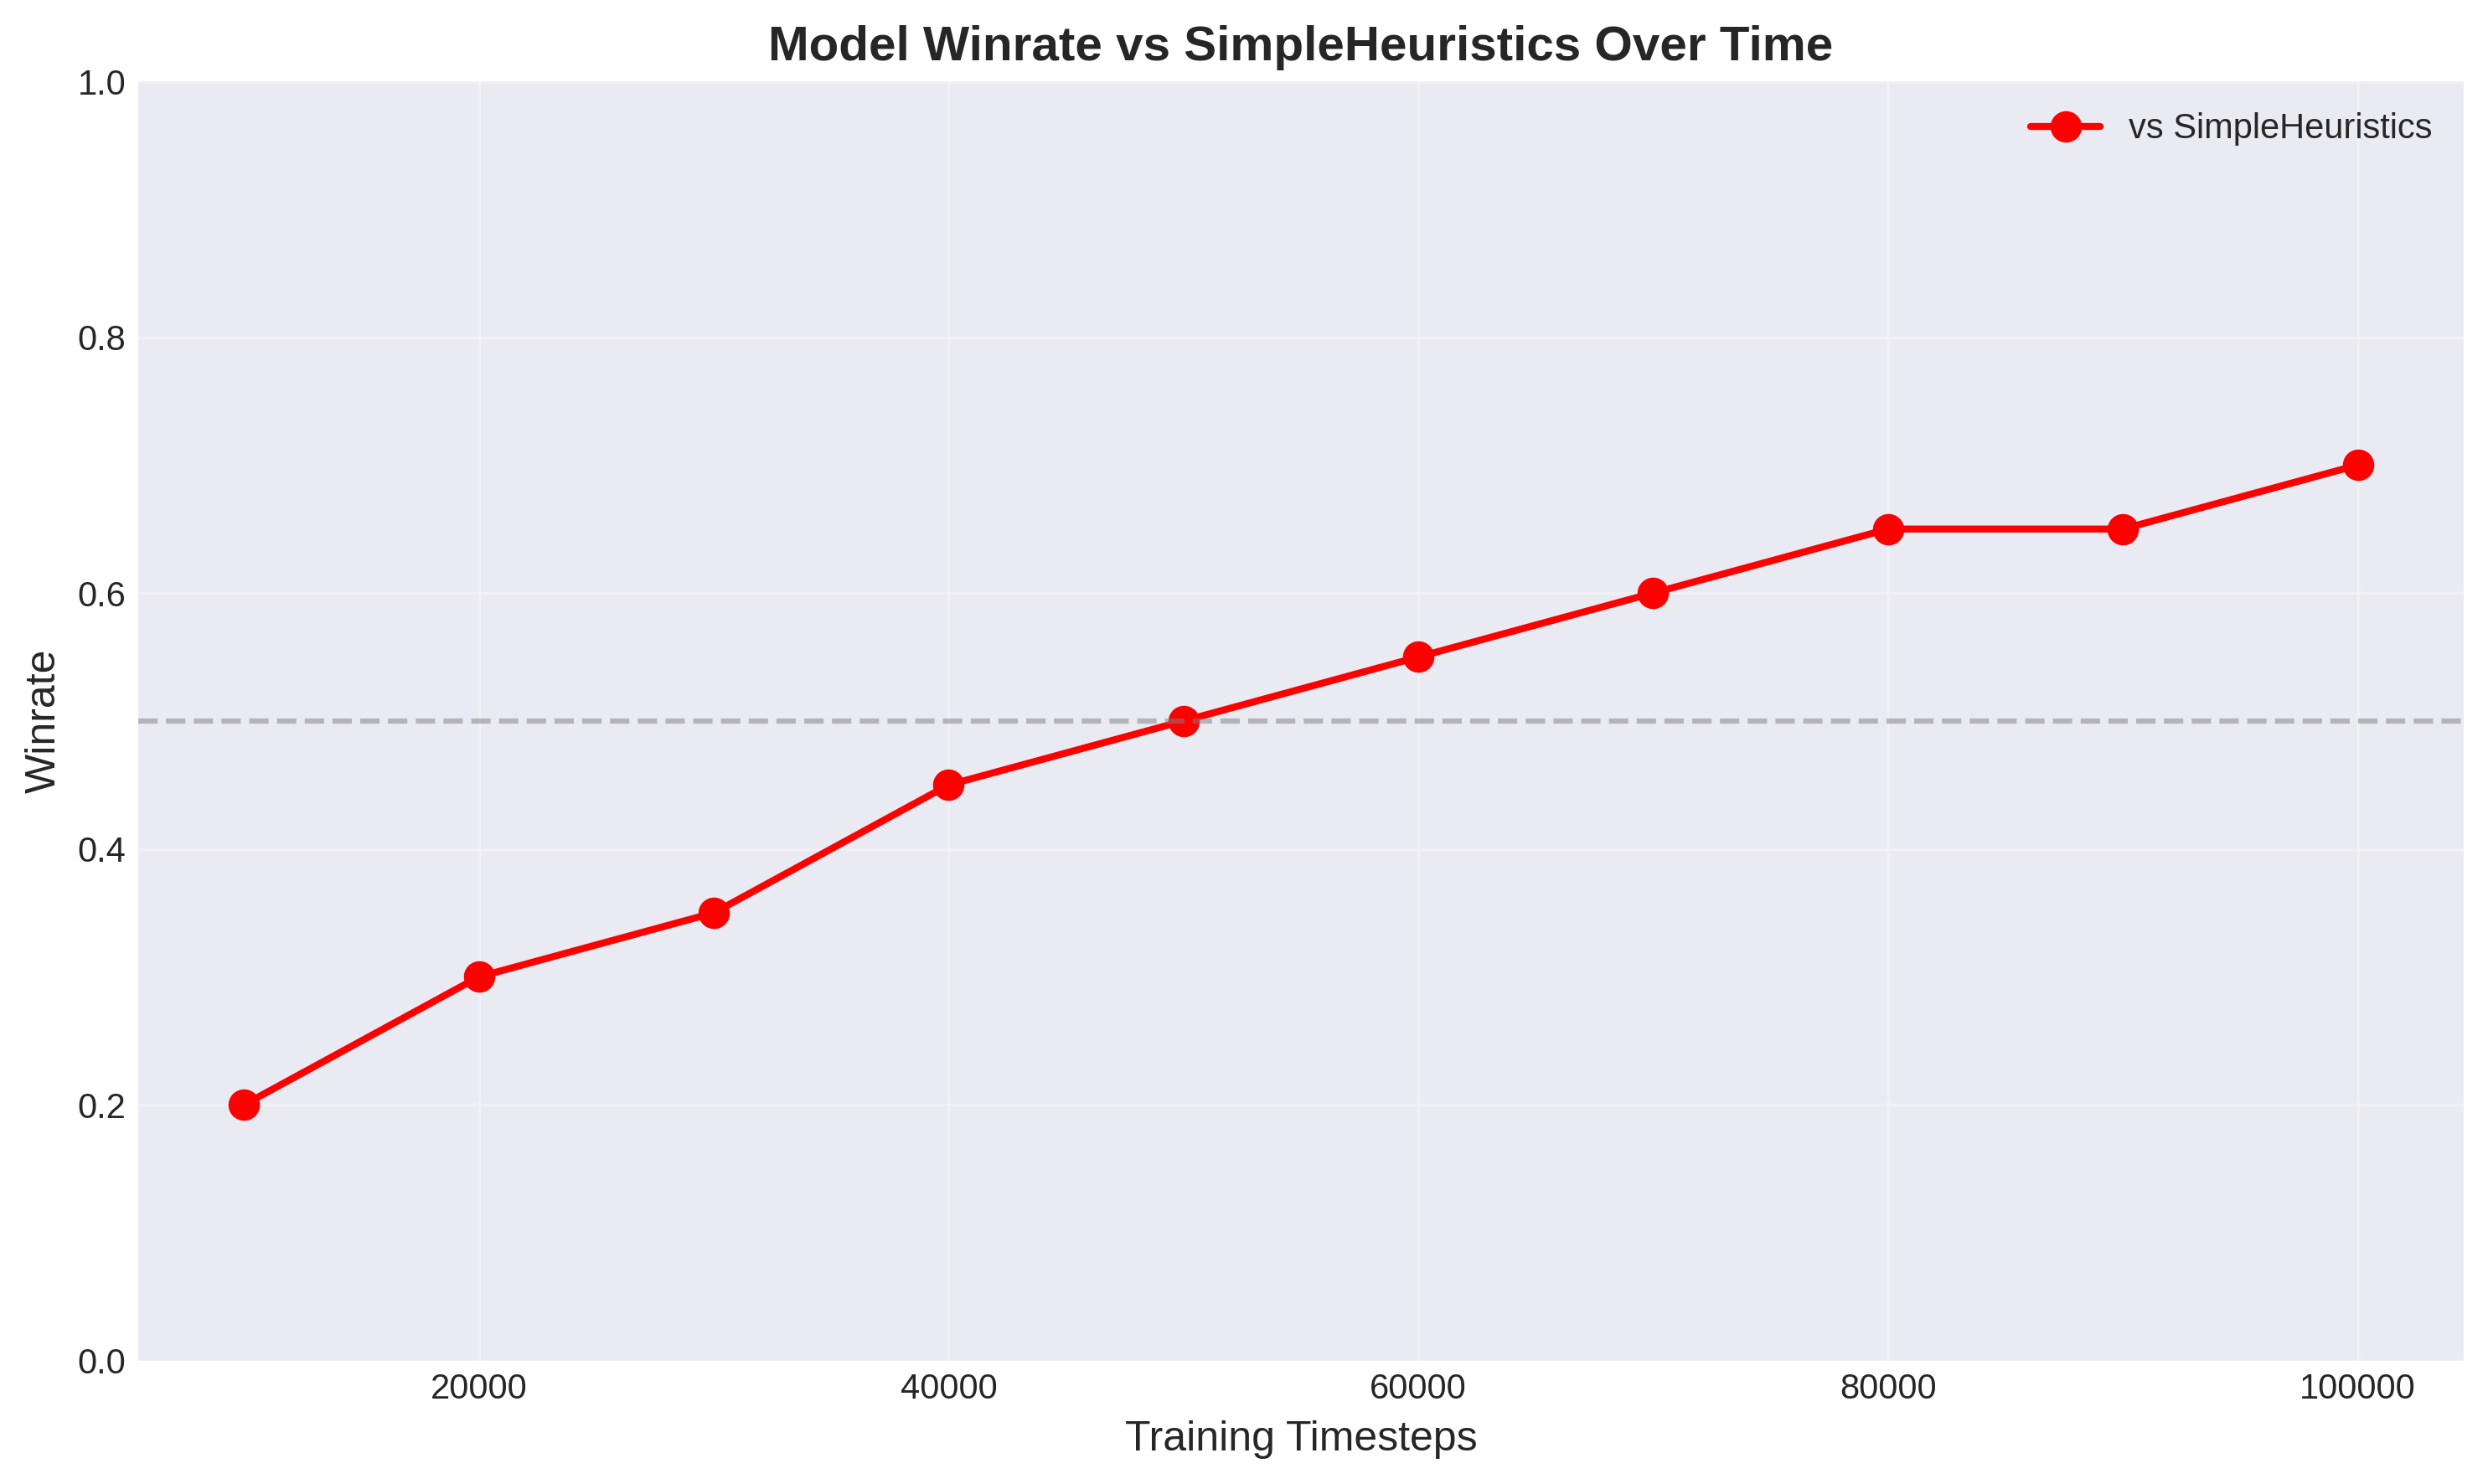 Model Winrate vs SimpleHeuristics Over Time
1.0
vs SimpleHeuristics
0.8
0.6
Winrate
0.4
0.2
0.0
20000 40000 60000 80000 100000
Training Timesteps